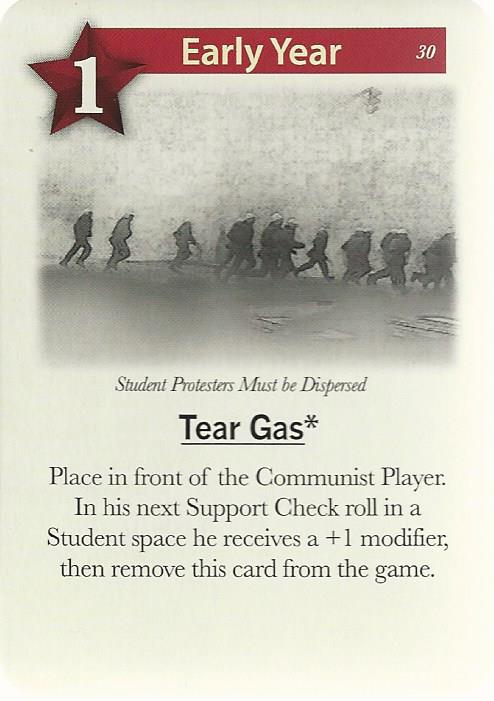 Early Year
30
1
Student Protesters Must be Dispersed
Tear Gas*
Place in front of the Communist Player.
In his next Support Check roll in a
Student space he receives a +1 modifier,
then remove this card from the game.